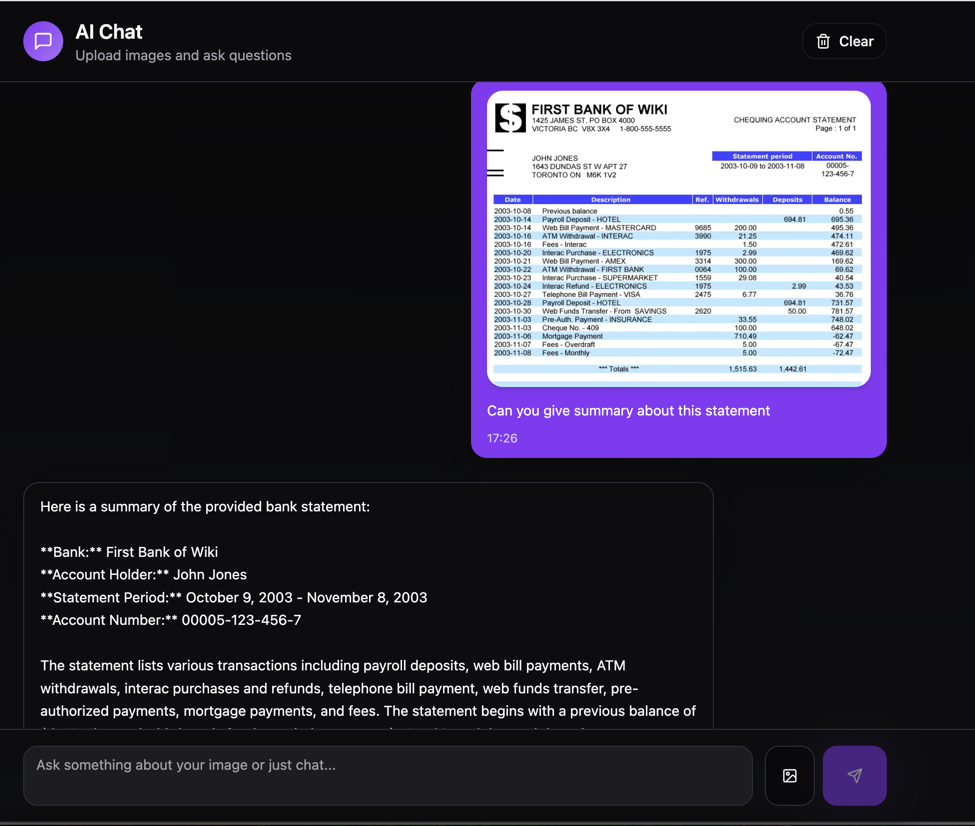 AI Chat
Upload images and ask questions
Clear
FIRST BANK OF WIKI
1425 JAMES ST, PO BOX 4000
VICTORIA BC V8X 3X4 1-800-555-5555
CHEQUING ACCOUNT STATEMENT
Page : 1 of 1
JOHN JONES
1643 DUNDAS ST W APT 27
TORONTO ON M6K 1V2
Statement period Account No.
2003-10-09 to 2003-11-08 00005-
123-456-7
Date Description Ref. Withdrawals Deposits Balance
2003-10-08 Previous balance 0.55
2003-10-14 Payroll Deposit - HOTEL 694.81 695.36
2003-10-14 Web Bill Payment - MASTERCARD 9685 200.00 495.36
2003-10-16 ATM Withdrawal - INTERAC 3990 21.25 474.11
2003-10-16 Fees - Interac 1.50 472.61
2003-10-20 Interac Purchase - ELECTRONICS 1975 2.99 469.62
2003-10-21 Web Bill Payment - AMEX 3314 300.00 169.62
2003-10-22 ATM Withdrawal - FIRST BANK 0064 100.00 69.62
2003-10-23 Interac Purchase - SUPERMARKET 1559 29.08 40.54
2003-10-24 Interac Refund - ELECTRONICS 1975 2.99 43.53
2003-10-27 Telephone Bill Payment - VISA 2475 6.77 36.76
2003-10-28 Payroll Deposit - HOTEL 694.81 731.57
2003-10-30 Web Funds Transfer - From SAVINGS 2620 50.00 781.57
2003-11-03 Pre-Auth. Payment - INSURANCE 33.55 748.02
2003-11-03 Cheque No. - 409 100.00 648.02
2003-11-06 Mortgage Payment 710.49 -62.47
2003-11-07 Fees - Overdraft 5.00 -67.47
2003-11-08 Fees - Monthly 5.00 -72.47
*** Totals *** 1,515.63 1,442.61
Can you give summary about this statement
17:26
Here is a summary of the provided bank statement:
**Bank:** First Bank of Wiki
**Account Holder:** John Jones
**Statement Period:** October 9, 2003 - November 8, 2003
**Account Number:** 00005-123-456-7
The statement lists various transactions including payroll deposits, web bill payments, ATM
withdrawals, interac purchases and refunds, telephone bill payment, web funds transfer, pre-
authorized payments, mortgage payments, and fees. The statement begins with a previous balance of
Ask something about your image or just chat...